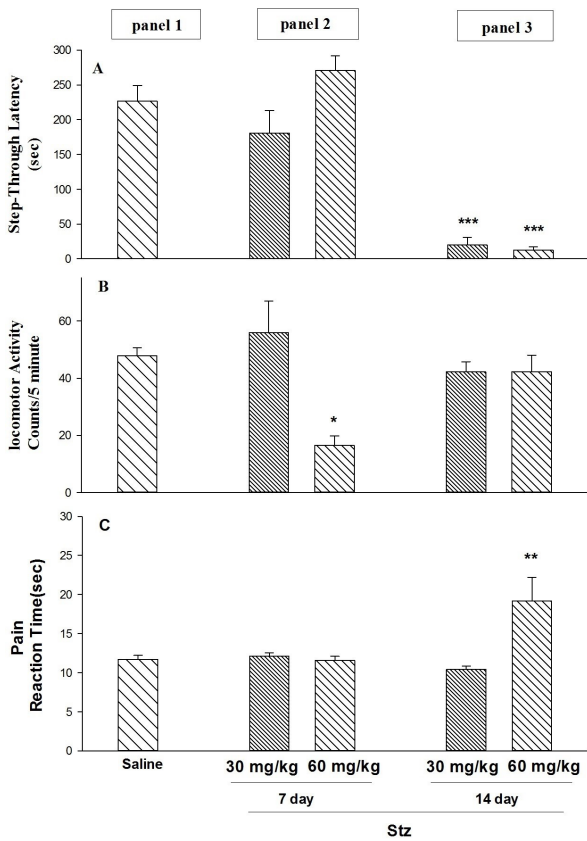 panel 1
panel 2
panel 3
A
Step-Through Latency
(sec)
300
250
200
150
100
50
0
***
***
B
locomotor Activity
Counts/5 minute
60
40
20
0
*
C
Pain
Reaction Time(sec)
30
25
20
15
10
5
0
**
Saline
30 mg/kg 60 mg/kg
30 mg/kg 60 mg/kg
7 day
14 day
Stz